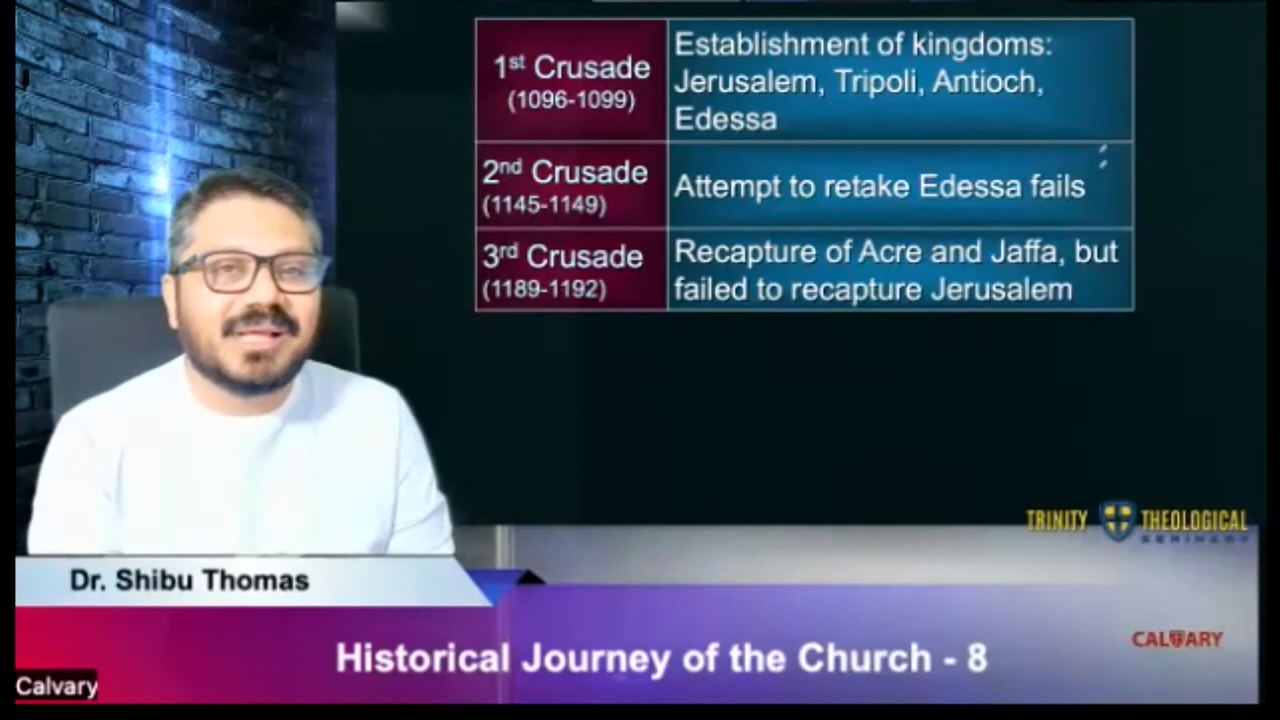 1st Crusade
(1096-1099)
Establishment of kingdoms:
Jerusalem, Tripoli, Antioch,
Edessa
2nd Crusade
(1145-1149)
Attempt to retake Edessa fails
3rd Crusade
(1189-1192)
Recapture of Acre and Jaffa, but
failed to recapture Jerusalem
TRINITY THEOLOGICAL
SEMINARY
Dr. Shibu Thomas
CALVARY
Historical Journey of the Church - 8
Calvary